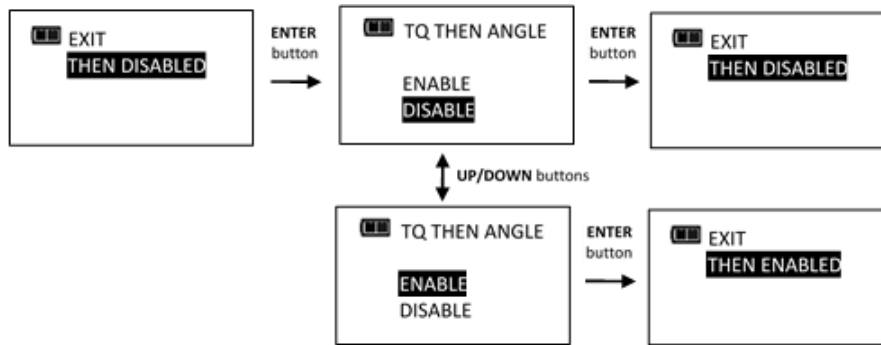 EXIT
THEN DISABLED
ENTER
button
TQ THEN ANGLE
ENABLE
DISABLE
ENTER
button
EXIT
THEN DISABLED
UP/DOWN buttons
TQ THEN ANGLE
ENABLE
DISABLE
ENTER
button
EXIT
THEN ENABLED